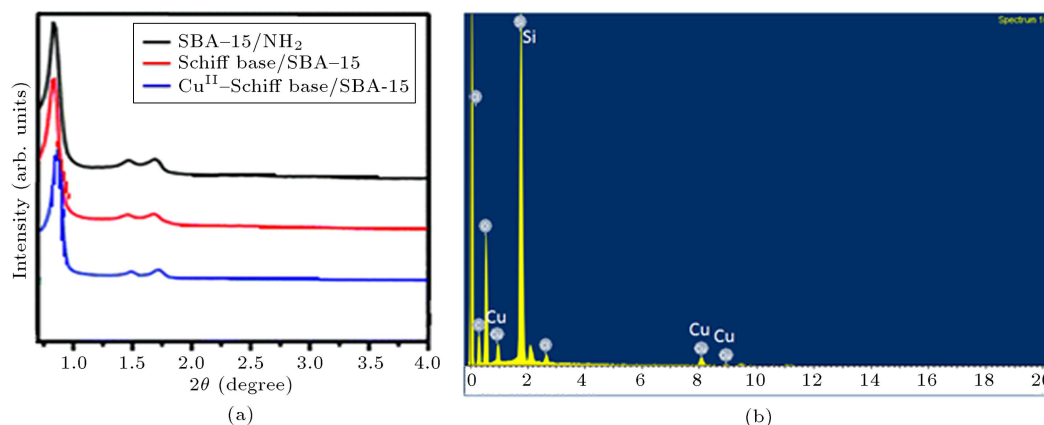 SBA–15/NH₂
Schiff base/SBA–15
Cuᴵᴵ–Schiff base/SBA-15
Intensity (arb. units)
1.0 1.5 2.0 2.5 3.0 3.5 4.0
2θ (degree)
(a)
Spectrum 1
Si
Cu
Cu
Cu
0 2 4 6 8 10 12 14 16 18 20
(b)